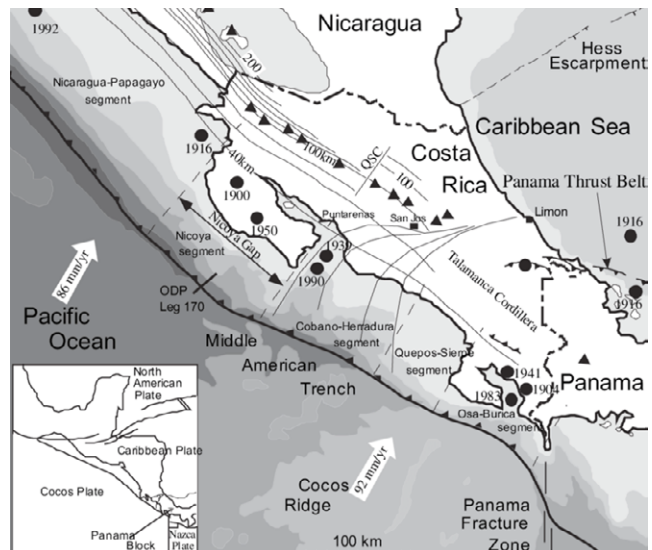 1992
Nicaragua
200
Hess
Escarpment
Nicaragua-Papagayo
segment
1916
40km
100km
QSC
100
Costa
Rica
Caribbean Sea
Panama Thrust Belt
1900
1950
Nicoya Gap
Nicoya
segment
Puntarenas
San Jos
Limon
1916
1939
1990
86 mm/yr
ODP
Leg 170
Talamanca Cordillera
1916
Pacific
Ocean
Middle
American
Trench
Cobano-Herradura
segment
Quepos-Sierpe
segment
1941
1904
1983
Panama
Osa-Burica
segment
92 mm/yr
Cocos
Ridge
Panama
Fracture
Zone
100 km
North
American
Plate
Caribbean Plate
Cocos Plate
Panama
Block
Nazca
Plate